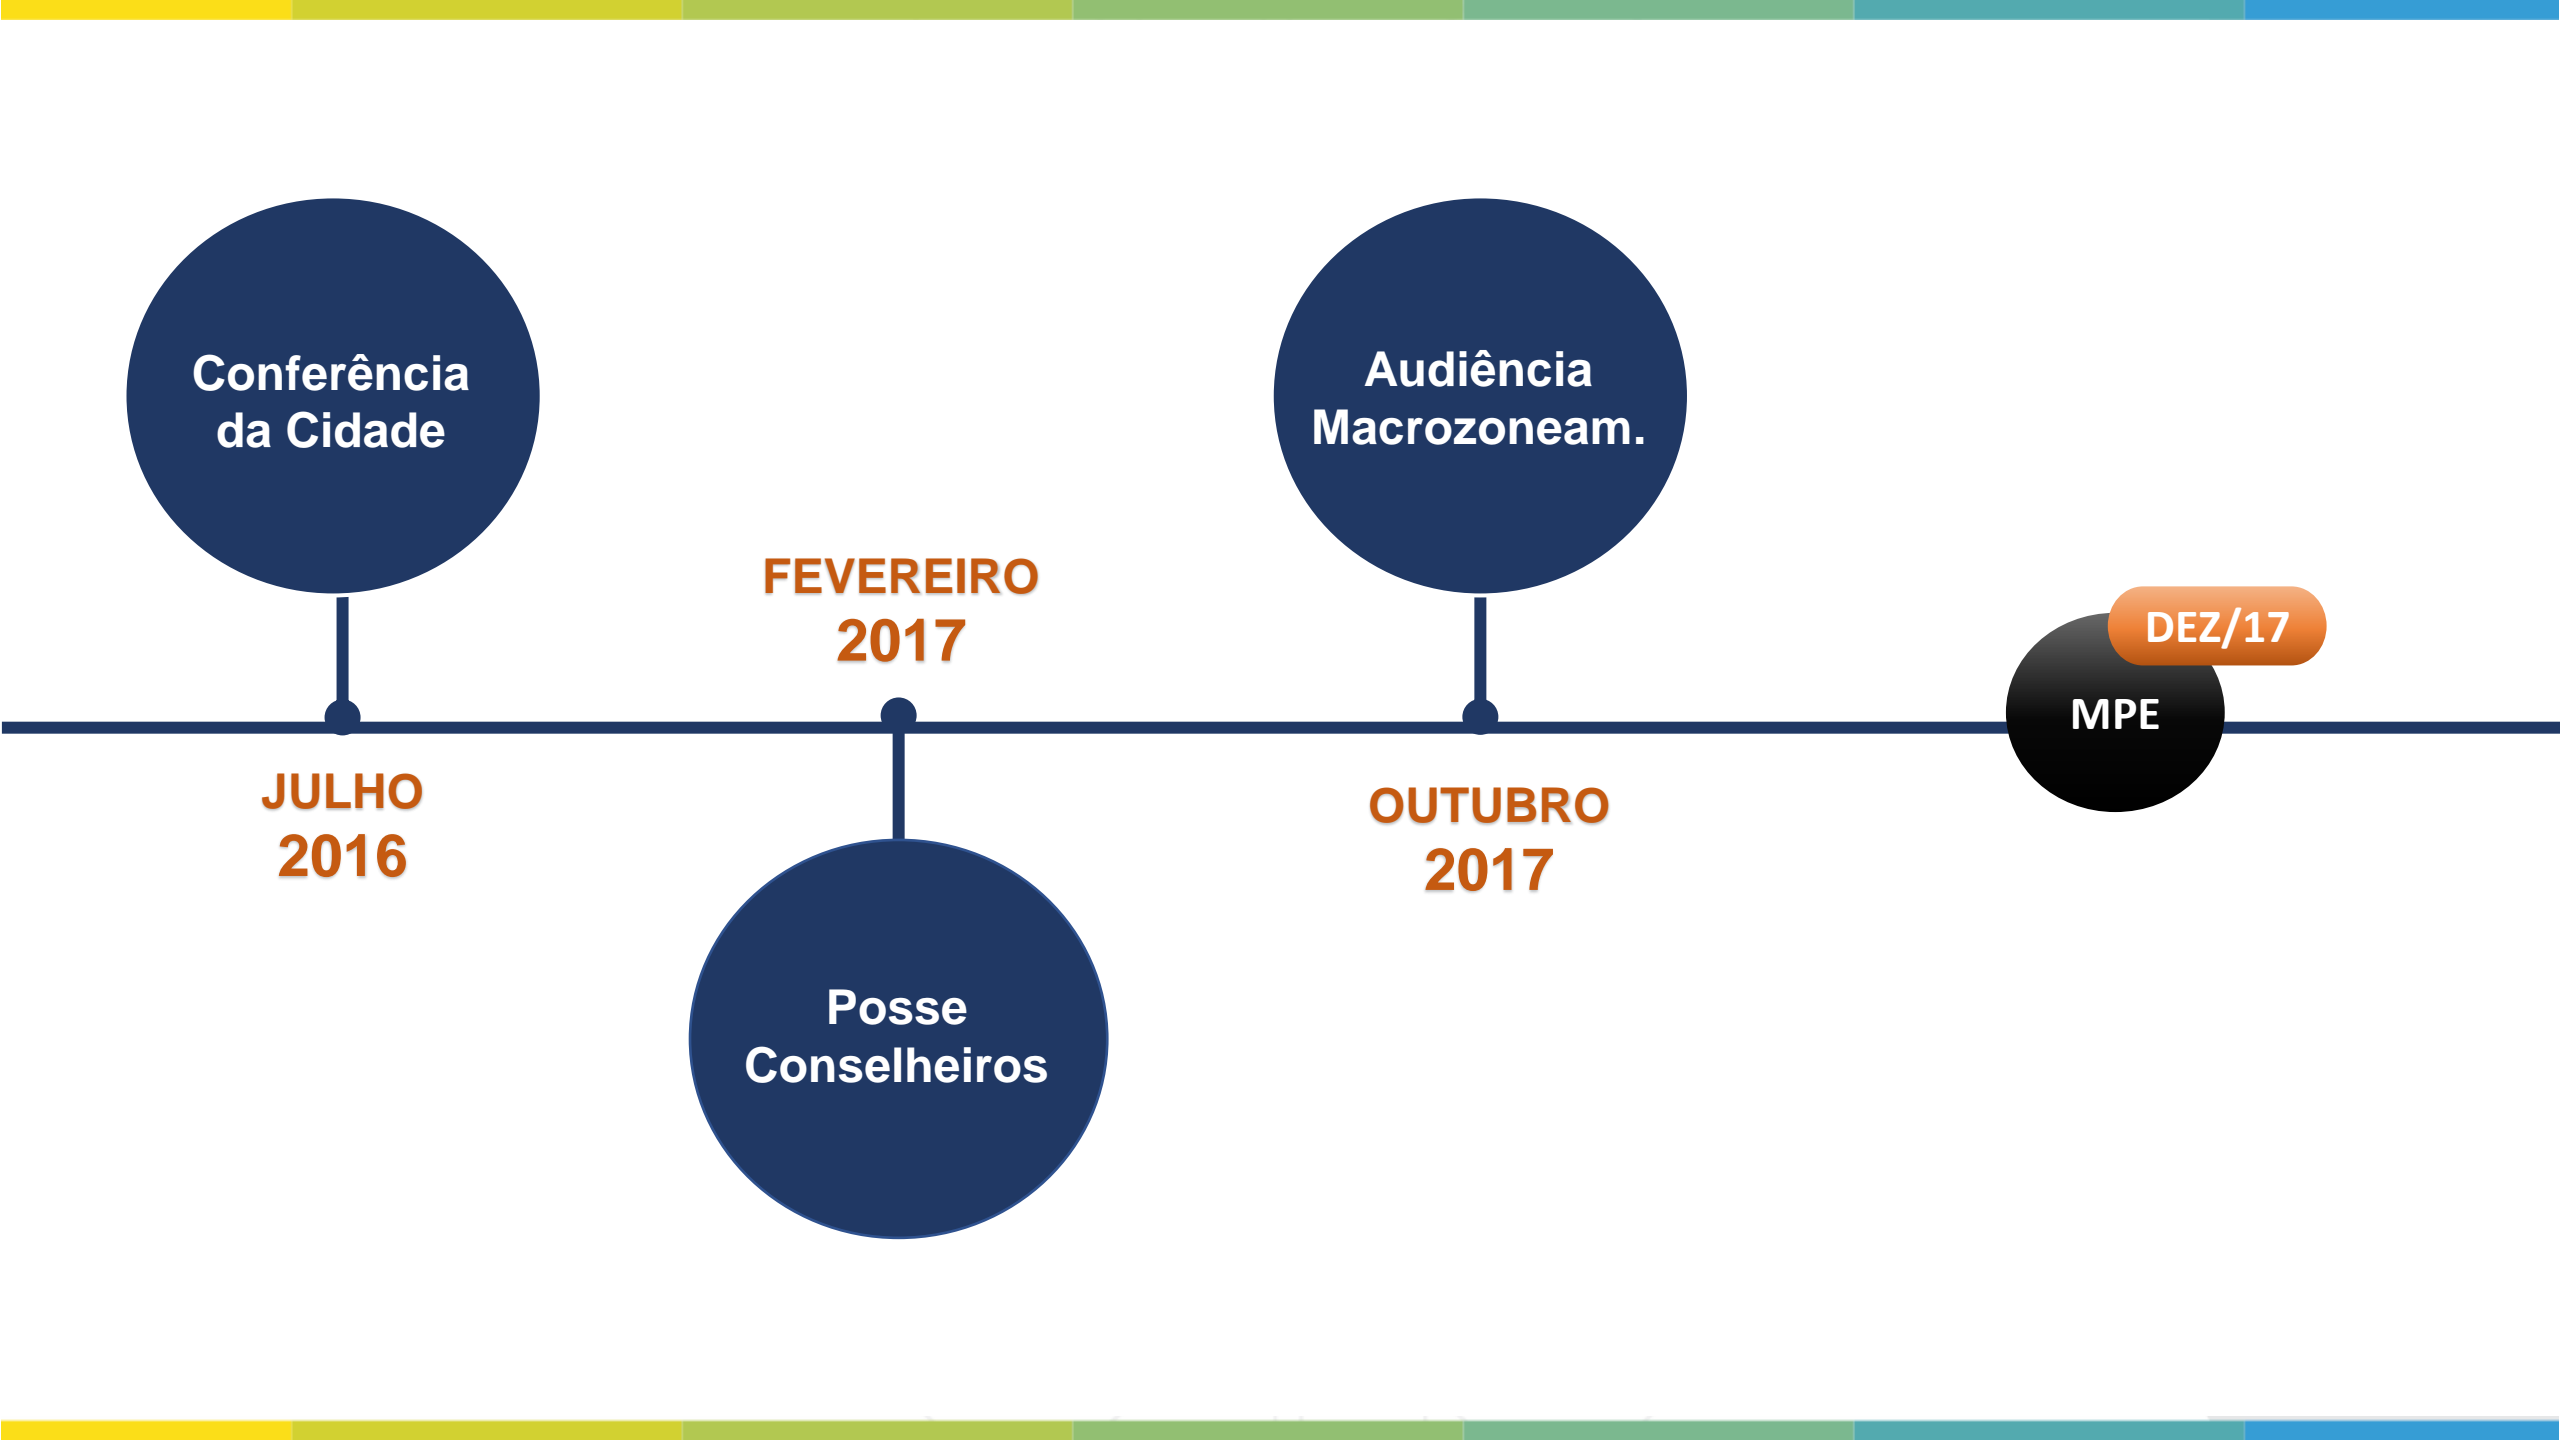 Conferência
da Cidade
JULHO
2016
FEVEREIRO
2017
Posse
Conselheiros
Audiência
Macrozoneam.
OUTUBRO
2017
DEZ/17
MPE